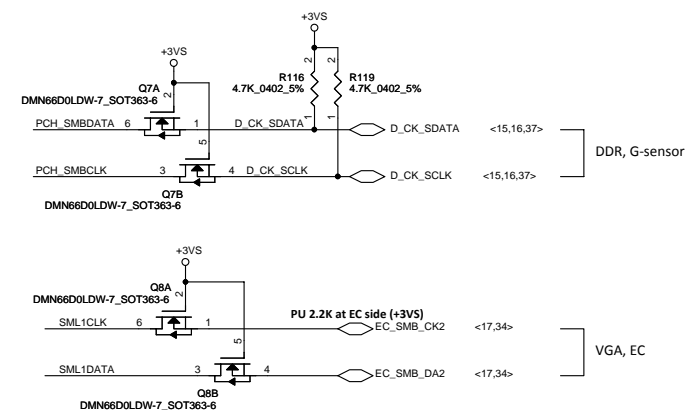 +3VS
+3VS
Q7A
DMN66D0LDW-7_SOT363-6
2
R116
4.7K_0402_5%
2
R119
4.7K_0402_5%
2
1
1
PCH_SMBDATA 6 1 D_CK_SDATA D_CK_SDATA <15,16,37>
5
DDR, G-sensor
PCH_SMBCLK 3 4 D_CK_SCLK D_CK_SCLK <15,16,37>
Q7B
DMN66D0LDW-7_SOT363-6
+3VS
Q8A
DMN66D0LDW-7_SOT363-6
2
PU 2.2K at EC side (+3VS)
SML1CLK 6 1 EC_SMB_CK2 <17,34>
5
VGA, EC
SML1DATA 3 4 EC_SMB_DA2 <17,34>
Q8B
DMN66D0LDW-7_SOT363-6